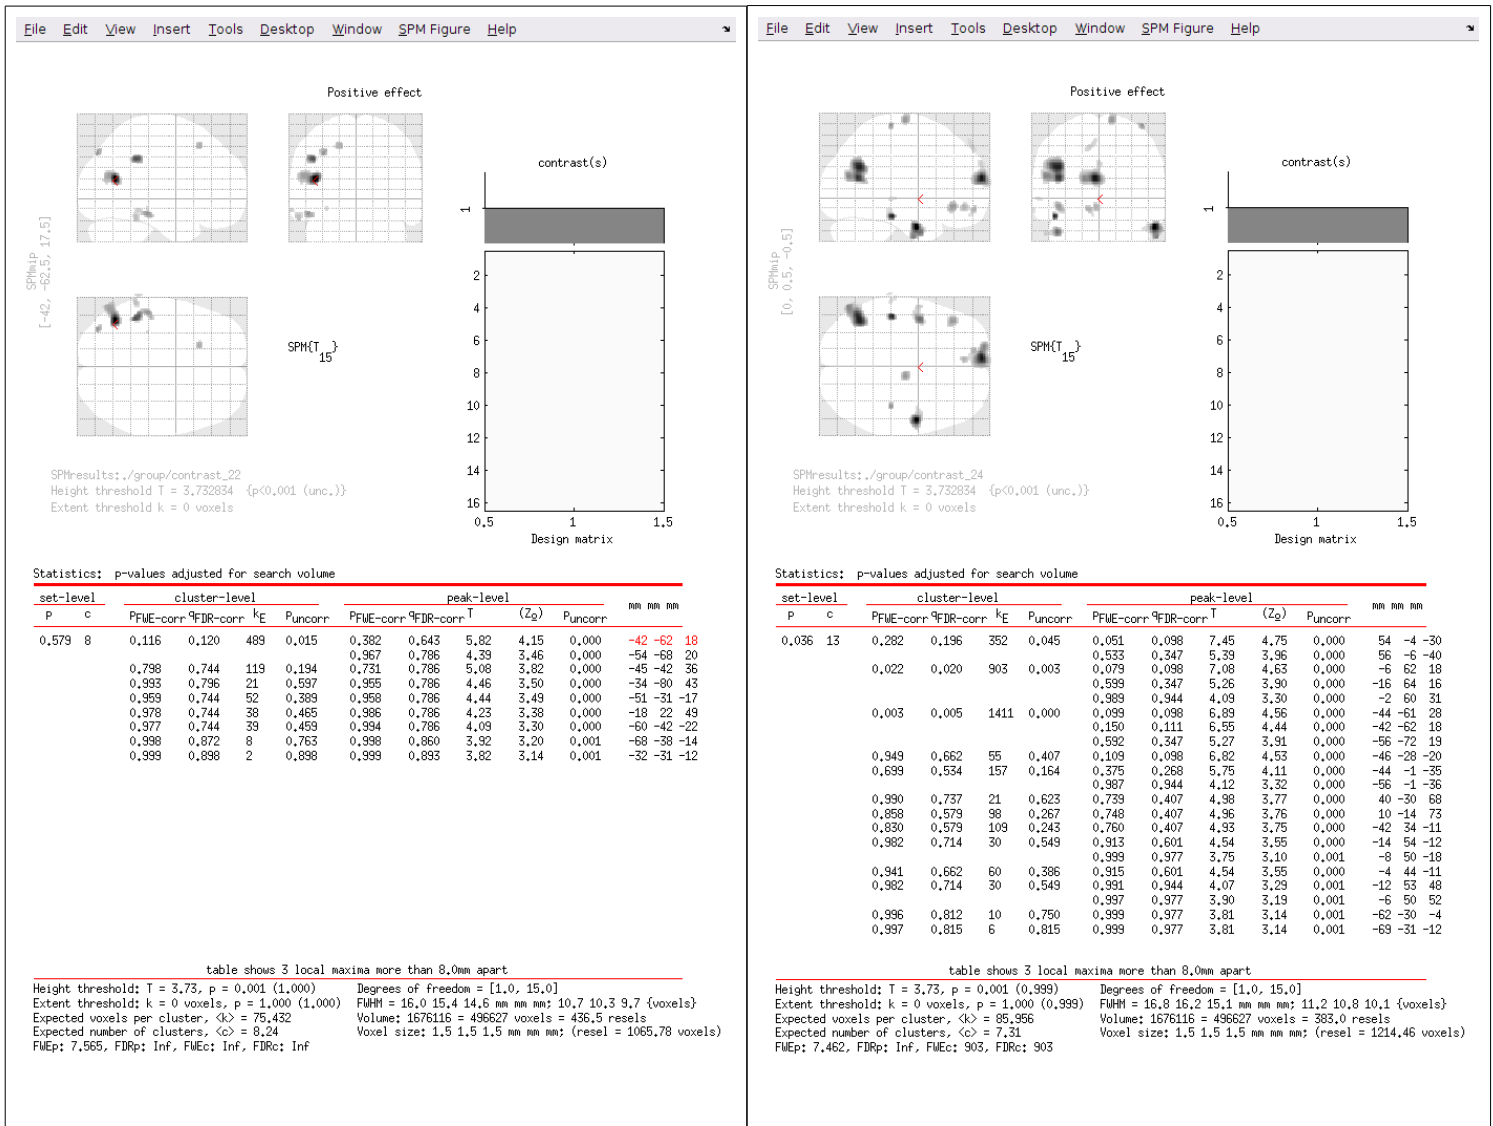 File Edit View Insert Tools Desktop Window SPM Figure Help
Positive effect
SPMmip
[-42, -62.5, 17.5]
contrast(s)
1
SPM{T15}
2
4
6
8
10
12
14
16
0.5 1 1.5
Design matrix
SPMresults:./group/contrast_22
Height threshold T = 3.732834 {p<0.001 (unc.)}
Extent threshold k = 0 voxels
Statistics: p-values adjusted for search volume
set-level cluster-level peak-level mm mm mm
p c pFWE-corr qFDR-corr kE puncorr pFWE-corr qFDR-corr T (Z≡) puncorr
0.579 8 0.116 0.120 489 0.015 0.382 0.643 5.82 4.15 0.000 -42 -62 18
0.967 0.786 4.39 3.46 0.000 -54 -68 20
0.798 0.744 119 0.194 0.731 0.786 5.08 3.82 0.000 -45 -42 36
0.993 0.796 21 0.597 0.955 0.786 4.46 3.50 0.000 -34 -80 43
0.959 0.744 52 0.389 0.958 0.786 4.44 3.49 0.000 -51 -31 -17
0.978 0.744 38 0.465 0.986 0.786 4.23 3.38 0.000 -18 22 49
0.977 0.744 39 0.459 0.994 0.786 4.09 3.30 0.000 -60 -42 -22
0.998 0.872 8 0.763 0.998 0.860 3.92 3.20 0.001 -68 -38 -14
0.999 0.898 2 0.898 0.999 0.893 3.82 3.14 0.001 -32 -31 -12
table shows 3 local maxima more than 8.0mm apart
Height threshold: T = 3.73, p = 0.001 (1.000) Degrees of freedom = [1.0, 15.0]
Extent threshold: k = 0 voxels, p = 1.000 (1.000) FWHM = 16.0 15.4 14.6 mm mm mm; 10.7 10.3 9.7 {voxels}
Expected voxels per cluster, <k> = 75.432 Volume: 1676116 = 496627 voxels = 436.5 resels
Expected number of clusters, <c> = 8.24 Voxel size: 1.5 1.5 1.5 mm mm mm; (resel = 1065.78 voxels)
FWEp: 7.565, FDRp: Inf, FWEc: Inf, FDRc: Inf
File Edit View Insert Tools Desktop Window SPM Figure Help
Positive effect
SPMmip
[0, 0.5, -0.5]
contrast(s)
1
SPM{T15}
2
4
6
8
10
12
14
16
0.5 1 1.5
Design matrix
SPMresults:./group/contrast_24
Height threshold T = 3.732834 {p<0.001 (unc.)}
Extent threshold k = 0 voxels
Statistics: p-values adjusted for search volume
set-level cluster-level peak-level mm mm mm
p c pFWE-corr qFDR-corr kE puncorr pFWE-corr qFDR-corr T (Z≡) puncorr
0.036 13 0.282 0.196 352 0.045 0.051 0.098 7.45 4.75 0.000 54 -4 -30
0.533 0.347 5.39 3.96 0.000 56 -6 -40
0.022 0.020 903 0.003 0.079 0.098 7.08 4.63 0.000 -6 62 18
0.599 0.347 5.26 3.90 0.000 -16 64 16
0.989 0.944 4.09 3.30 0.000 -2 60 31
0.003 0.005 1411 0.000 0.099 0.098 6.89 4.56 0.000 -44 -61 28
0.150 0.111 6.55 4.44 0.000 -42 -62 18
0.592 0.347 5.27 3.91 0.000 -56 -72 19
0.949 0.662 55 0.407 0.109 0.098 6.82 4.53 0.000 -46 -28 -20
0.699 0.534 157 0.164 0.375 0.268 5.75 4.11 0.000 -44 -1 -35
0.987 0.944 4.12 3.32 0.000 -56 -1 -36
0.990 0.737 21 0.623 0.739 0.407 4.98 3.77 0.000 40 -30 68
0.858 0.579 98 0.267 0.748 0.407 4.96 3.76 0.000 10 -14 73
0.830 0.579 109 0.243 0.760 0.407 4.93 3.75 0.000 -42 34 -11
0.982 0.714 30 0.549 0.913 0.601 4.54 3.55 0.000 -14 54 -12
0.999 0.977 3.75 3.10 0.001 -8 50 -18
0.941 0.662 60 0.386 0.915 0.601 4.54 3.55 0.000 -4 44 -11
0.982 0.714 30 0.549 0.991 0.944 4.07 3.29 0.001 -12 53 48
0.997 0.977 3.90 3.19 0.001 -6 50 52
0.996 0.812 10 0.750 0.999 0.977 3.81 3.14 0.001 -62 -30 -4
0.997 0.815 6 0.815 0.999 0.977 3.81 3.14 0.001 -69 -31 -12
table shows 3 local maxima more than 8.0mm apart
Height threshold: T = 3.73, p = 0.001 (0.999) Degrees of freedom = [1.0, 15.0]
Extent threshold: k = 0 voxels, p = 1.000 (0.999) FWHM = 16.8 16.2 15.1 mm mm mm; 11.2 10.8 10.1 {voxels}
Expected voxels per cluster, <k> = 85.956 Volume: 1676116 = 496627 voxels = 383.0 resels
Expected number of clusters, <c> = 7.31 Voxel size: 1.5 1.5 1.5 mm mm mm; (resel = 1214.46 voxels)
FWEp: 7.462, FDRp: Inf, FWEc: 903, FDRc: 903